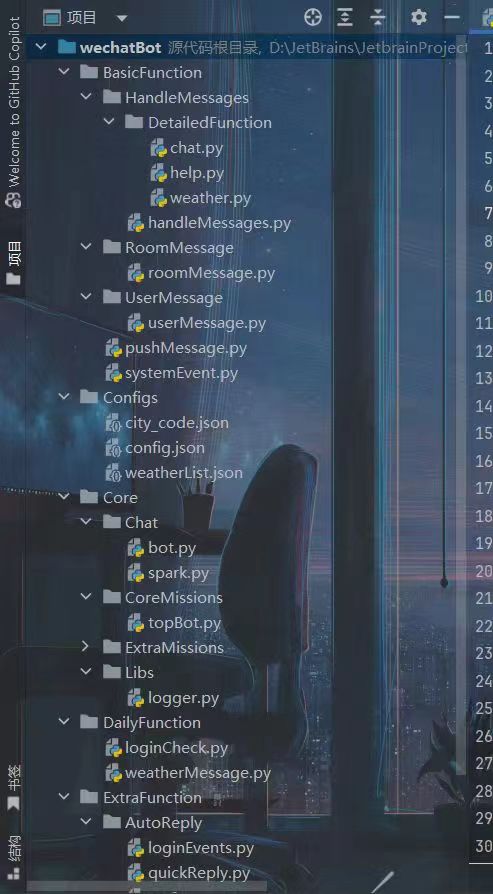 项目
wechatBot 源代码根目录, D:\JetBrains\JetbrainProject
BasicFunction
HandleMessages
DetailedFunction
chat.py
help.py
weather.py
handleMessages.py
RoomMessage
roomMessage.py
UserMessage
userMessage.py
pushMessage.py
systemEvent.py
Configs
city_code.json
config.json
weatherList.json
Core
Chat
bot.py
spark.py
CoreMissions
topBot.py
ExtraMissions
Libs
logger.py
DailyFunction
loginCheck.py
weatherMessage.py
ExtraFunction
AutoReply
loginEvents.py
quickReply.py
Welcome to GitHub Copilot
项目
书签
结构
1
2
3
4
5
6
7
8
9
10
11
12
13
14
15
16
17
18
19
20
21
22
23
24
25
26
27
28
29
30